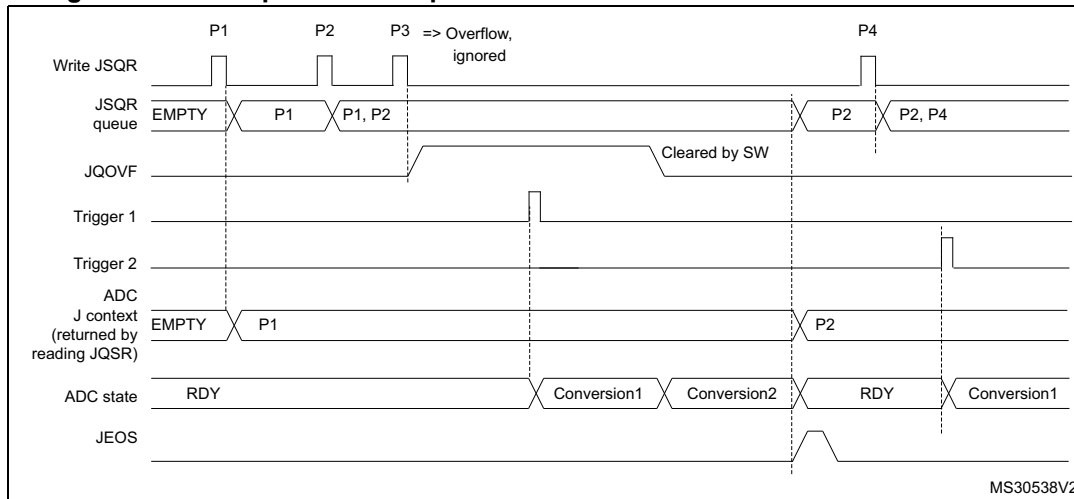 P1 P2 P3 => Overflow, P4
ignored
Write JSQR
JSQR
queue
EMPTY P1 P1, P2 P2 P2, P4
Cleared by SW
JQOVF
Trigger 1
Trigger 2
ADC
J context
(returned by
reading JQSR)
EMPTY P1 P2
ADC state RDY Conversion1 Conversion2 RDY Conversion1
JEOS
MS30538V2